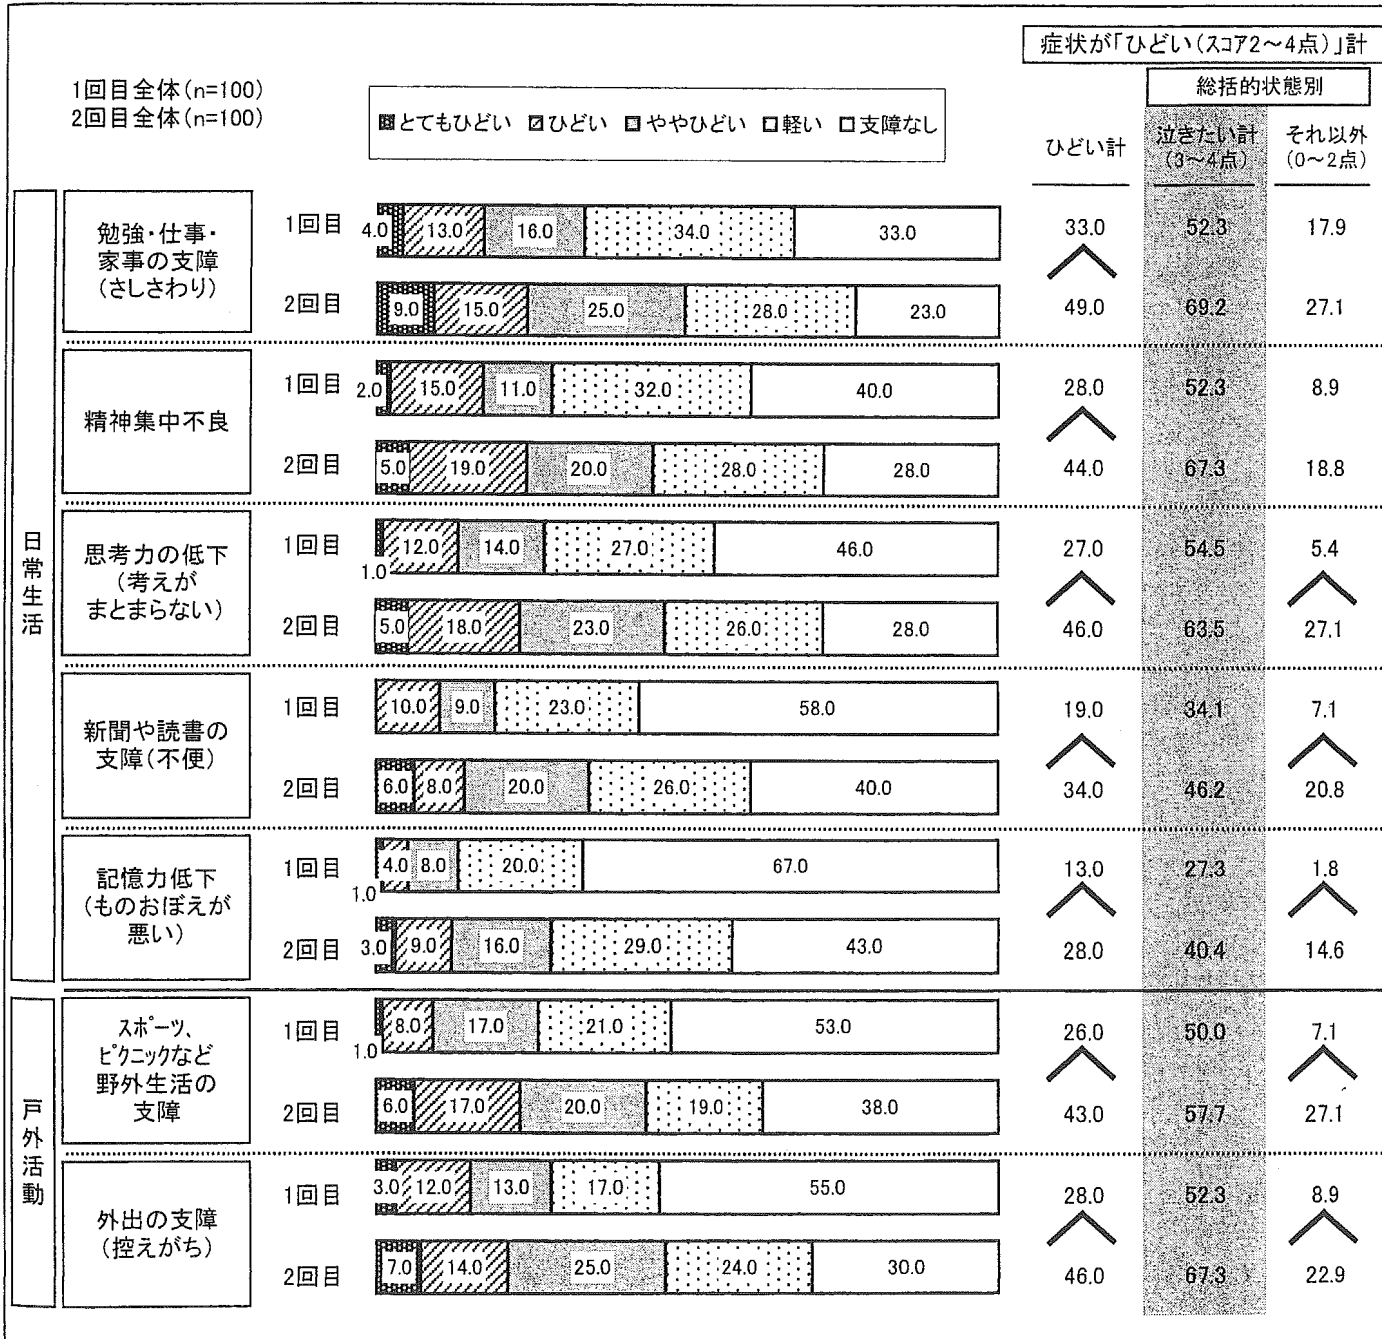 症状が「ひどい(スコア2～4点)」計
総括的状態別
1回目全体(n=100)
2回目全体(n=100)
とてもひどい ひどい ややひどい 軽い 支障なし
ひどい計
泣きたい計
(3～4点)
それ以外
(0～2点)
日常生活
勉強・仕事・
家事の支障
(さしさわり)
1回目 4.0 13.0 16.0 34.0 33.0 33.0 52.3 17.9
2回目 9.0 15.0 25.0 28.0 23.0 49.0 69.2 27.1
精神集中不良
1回目 2.0 15.0 11.0 32.0 40.0 28.0 52.3 8.9
2回目 5.0 19.0 20.0 28.0 28.0 44.0 67.3 18.8
思考力の低下
(考えが
まとまらない)
1回目 1.0 12.0 14.0 27.0 46.0 27.0 54.5 5.4
2回目 5.0 18.0 23.0 26.0 28.0 46.0 63.5 27.1
新聞や読書の
支障(不便)
1回目 10.0 9.0 23.0 58.0 19.0 34.1 7.1
2回目 6.0 8.0 20.0 26.0 40.0 34.0 46.2 20.8
記憶力低下
(ものおぼえが
悪い)
1回目 1.0 4.0 8.0 20.0 67.0 13.0 27.3 1.8
2回目 3.0 9.0 16.0 29.0 43.0 28.0 40.4 14.6
戸外活動
スポーツ、
ピクニックなど
野外生活の
支障
1回目 1.0 8.0 17.0 21.0 53.0 26.0 50.0 7.1
2回目 6.0 17.0 20.0 19.0 38.0 43.0 57.7 27.1
外出の支障
(控えがち)
1回目 3.0 12.0 13.0 17.0 55.0 28.0 52.3 8.9
2回目 7.0 14.0 25.0 24.0 30.0 46.0 67.3 22.9